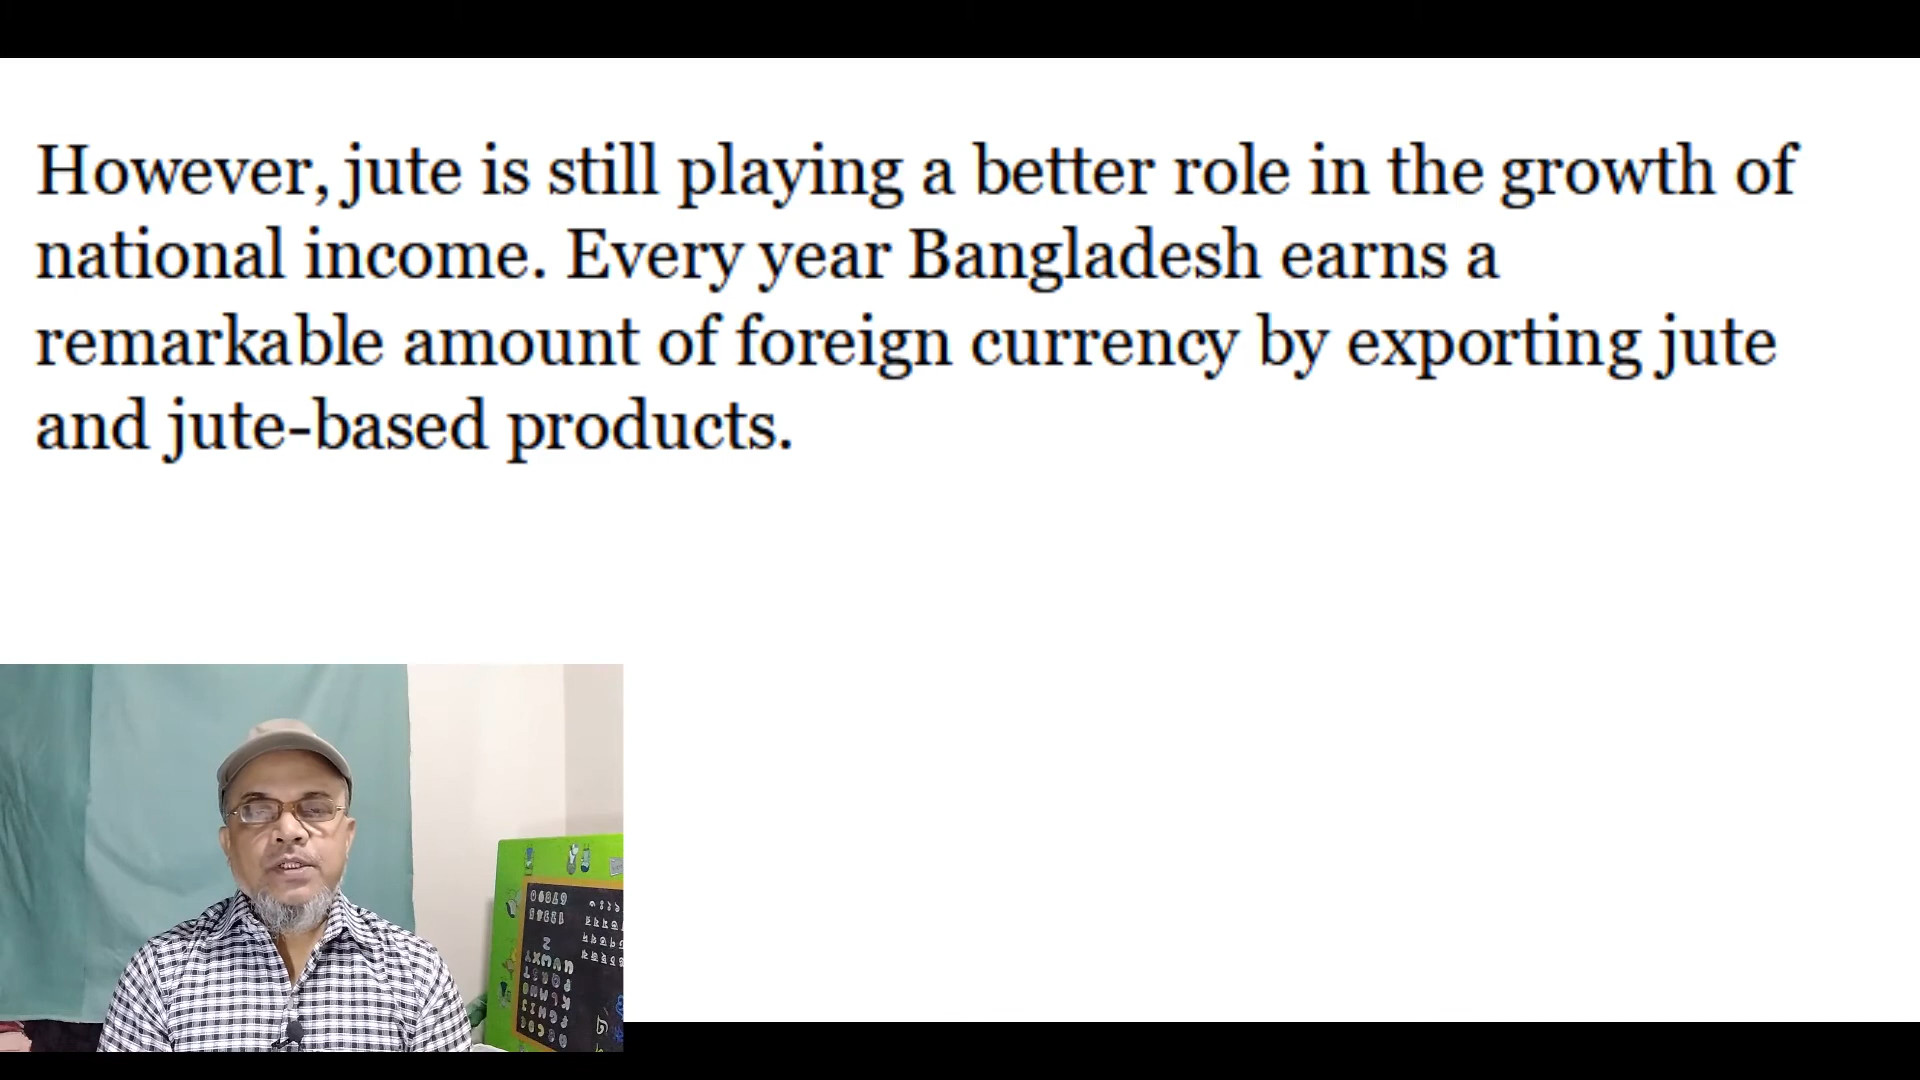 However, jute is still playing a better role in the growth of
national income. Every year Bangladesh earns a
remarkable amount of foreign currency by exporting jute
and jute-based products.